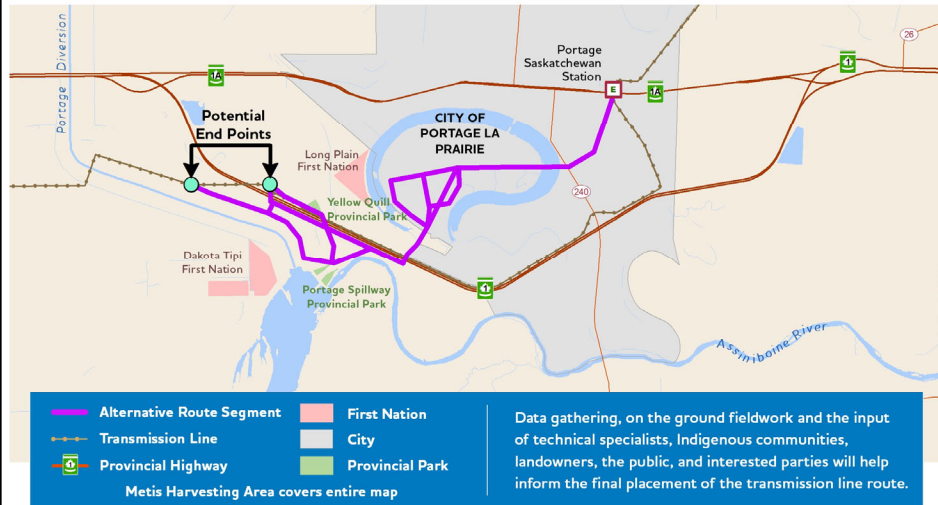 Portage Diversion
1A
Potential
End Points
Long Plain
First Nation
Yellow Quill
Provincial Park
Dakota Tipi
First Nation
Portage Spillway
Provincial Park
CITY OF
PORTAGE LA
PRAIRIE
Portage
Saskatchewan
Station
E
1A
1
26
240
1
Assiniboine River
Alternative Route Segment
Transmission Line
1
Provincial Highway
First Nation
City
Provincial Park
Metis Harvesting Area covers entire map
Data gathering, on the ground fieldwork and the input
of technical specialists, Indigenous communities,
landowners, the public, and interested parties will help
inform the final placement of the transmission line route.